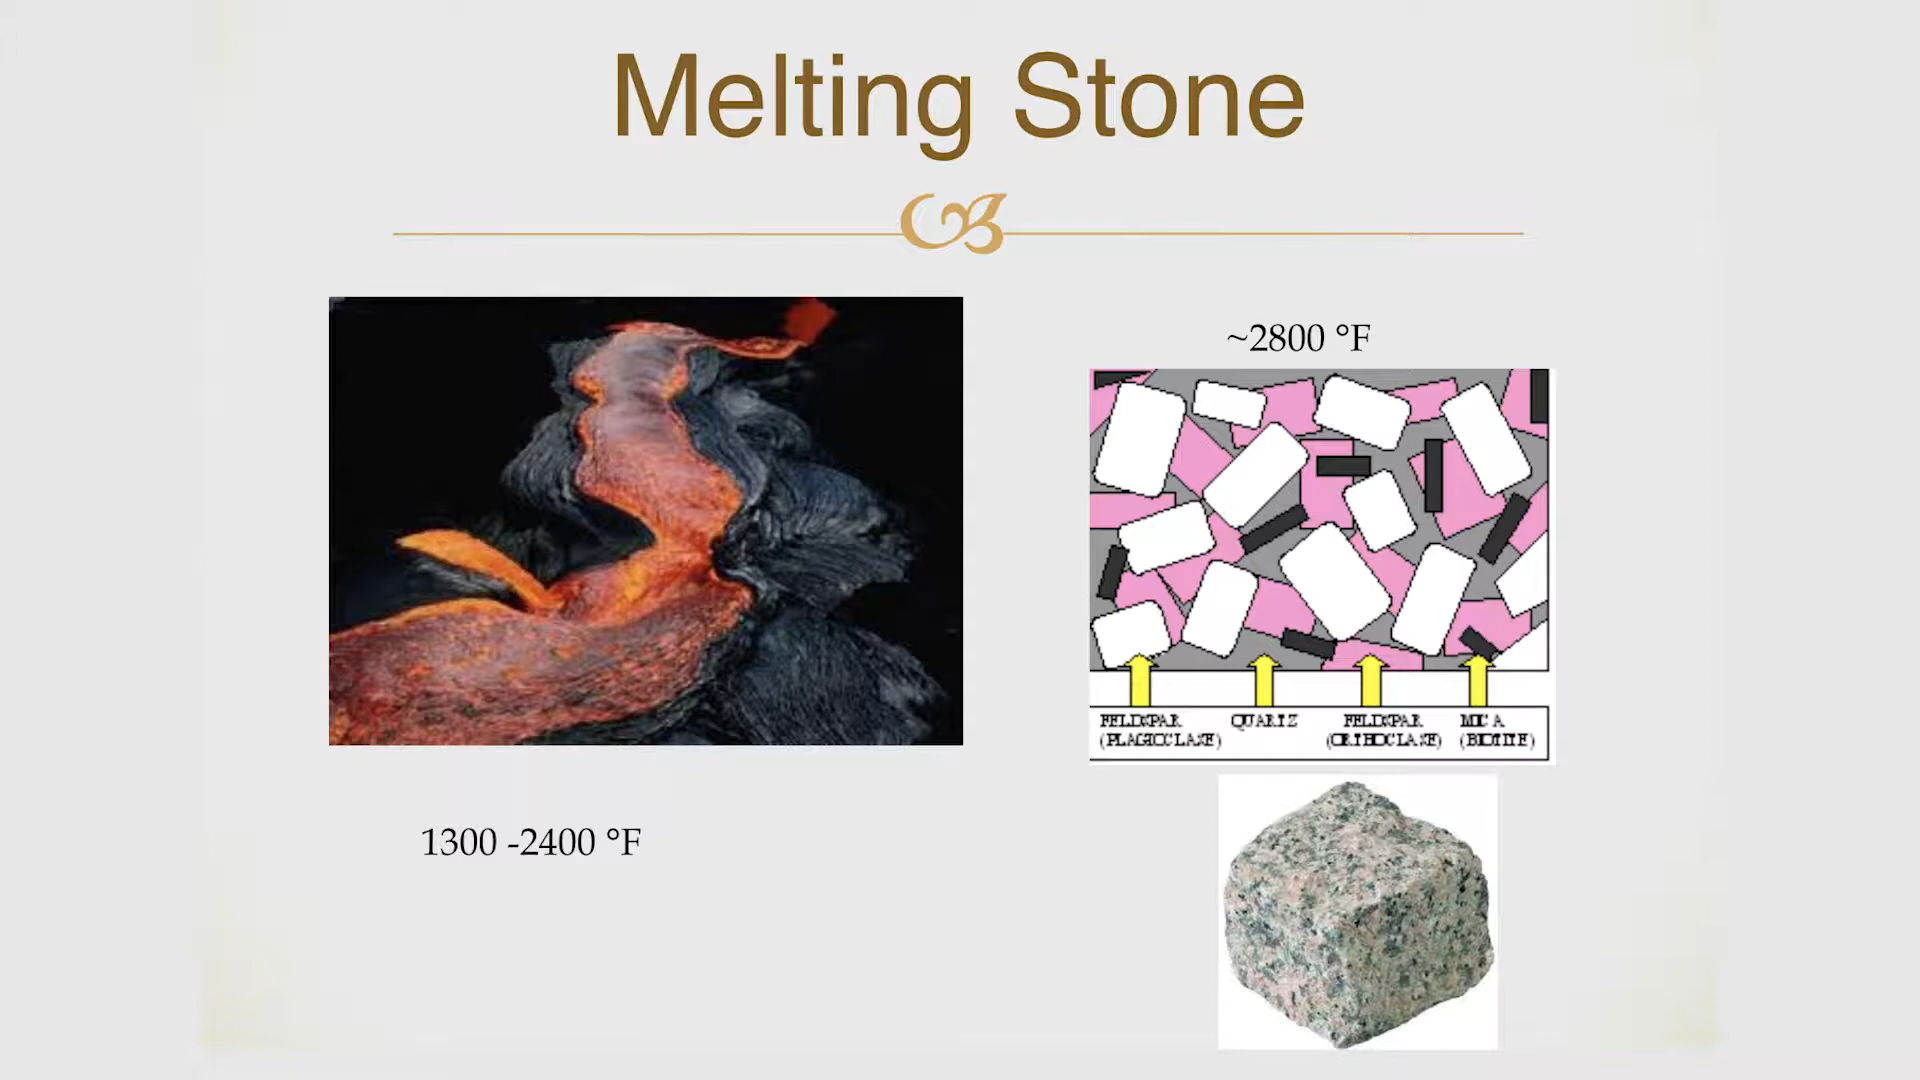 Melting Stone
~2800 °F
FELDSPAR QUARTZ FELDSPAR MICA
(PLAGIOCLASE) (ORTHOCLASE) (BIOTITE)
1300 -2400 °F